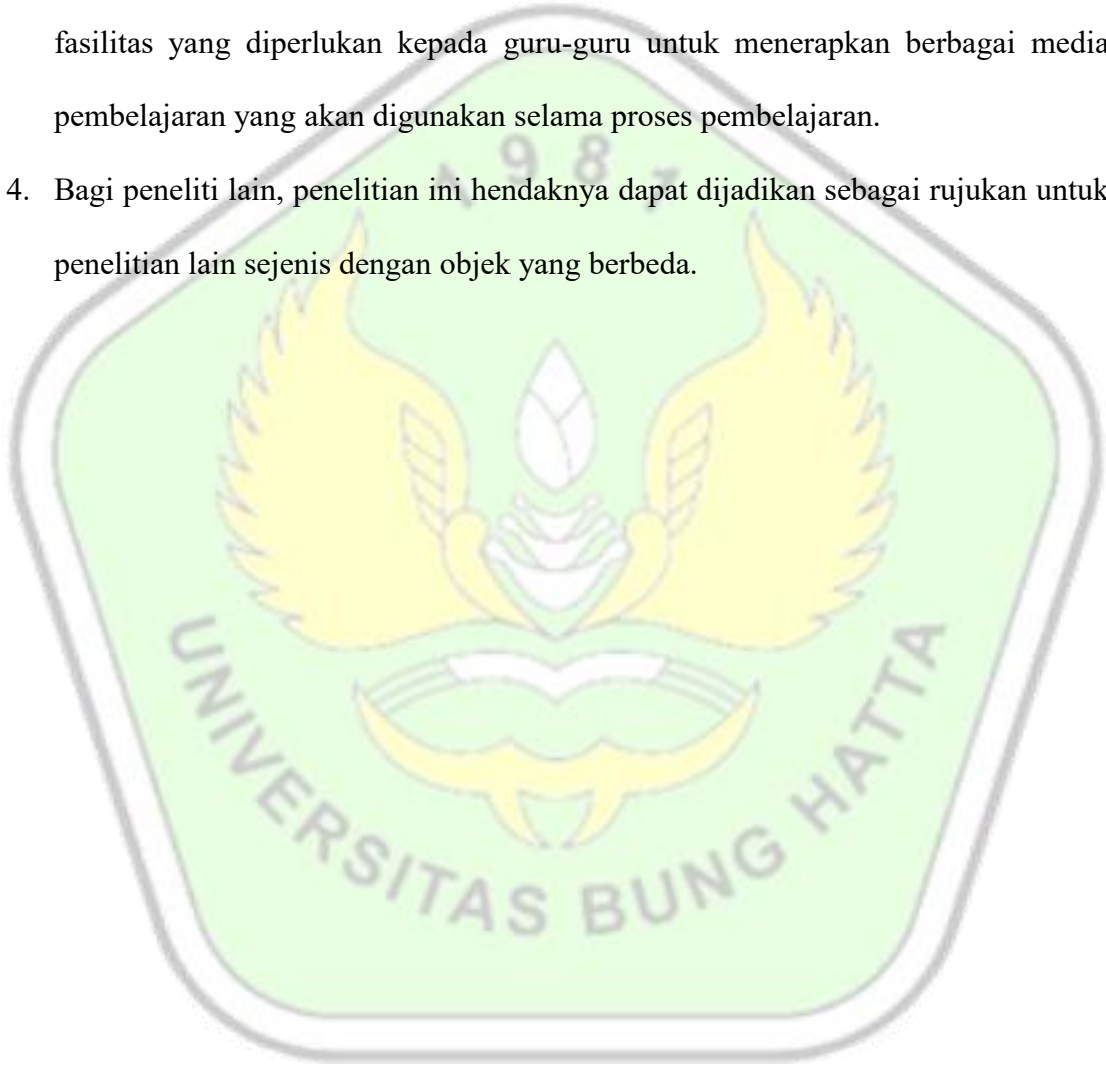 fasilitas yang diperlukan kepada guru-guru untuk menerapkan berbagai media
pembelajaran yang akan digunakan selama proses pembelajaran.
1981
4. Bagi peneliti lain, penelitian ini hendaknya dapat dijadikan sebagai rujukan untuk
penelitian lain sejenis dengan objek yang berbeda.
UNIVERSITAS BUNG HATTA